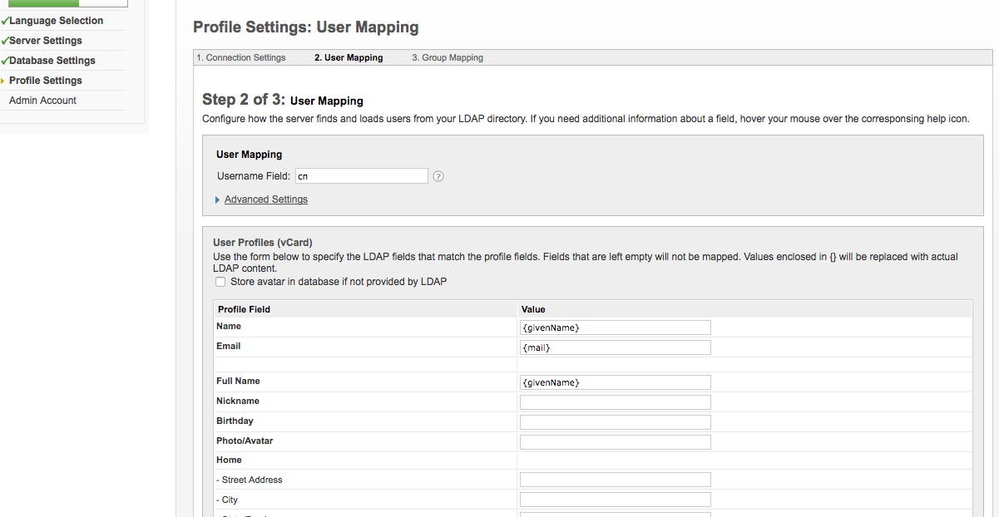 Language Selection
Server Settings
Database Settings
Profile Settings
Admin Account
Profile Settings: User Mapping
1. Connection Settings 2. User Mapping 3. Group Mapping
Step 2 of 3: User Mapping
Configure how the server finds and loads users from your LDAP directory. If you need additional information about a field, hover your mouse over the corresponsing help icon.
User Mapping
Username Field: cn ?
Advanced Settings
User Profiles (vCard)
Use the form below to specify the LDAP fields that match the profile fields. Fields that are left empty will not be mapped. Values enclosed in {} will be replaced with actual
LDAP content.
Store avatar in database if not provided by LDAP
Profile Field Value
Name {givenName}
Email {mail}
Full Name {givenName}
Nickname
Birthday
Photo/Avatar
Home
- Street Address
- City